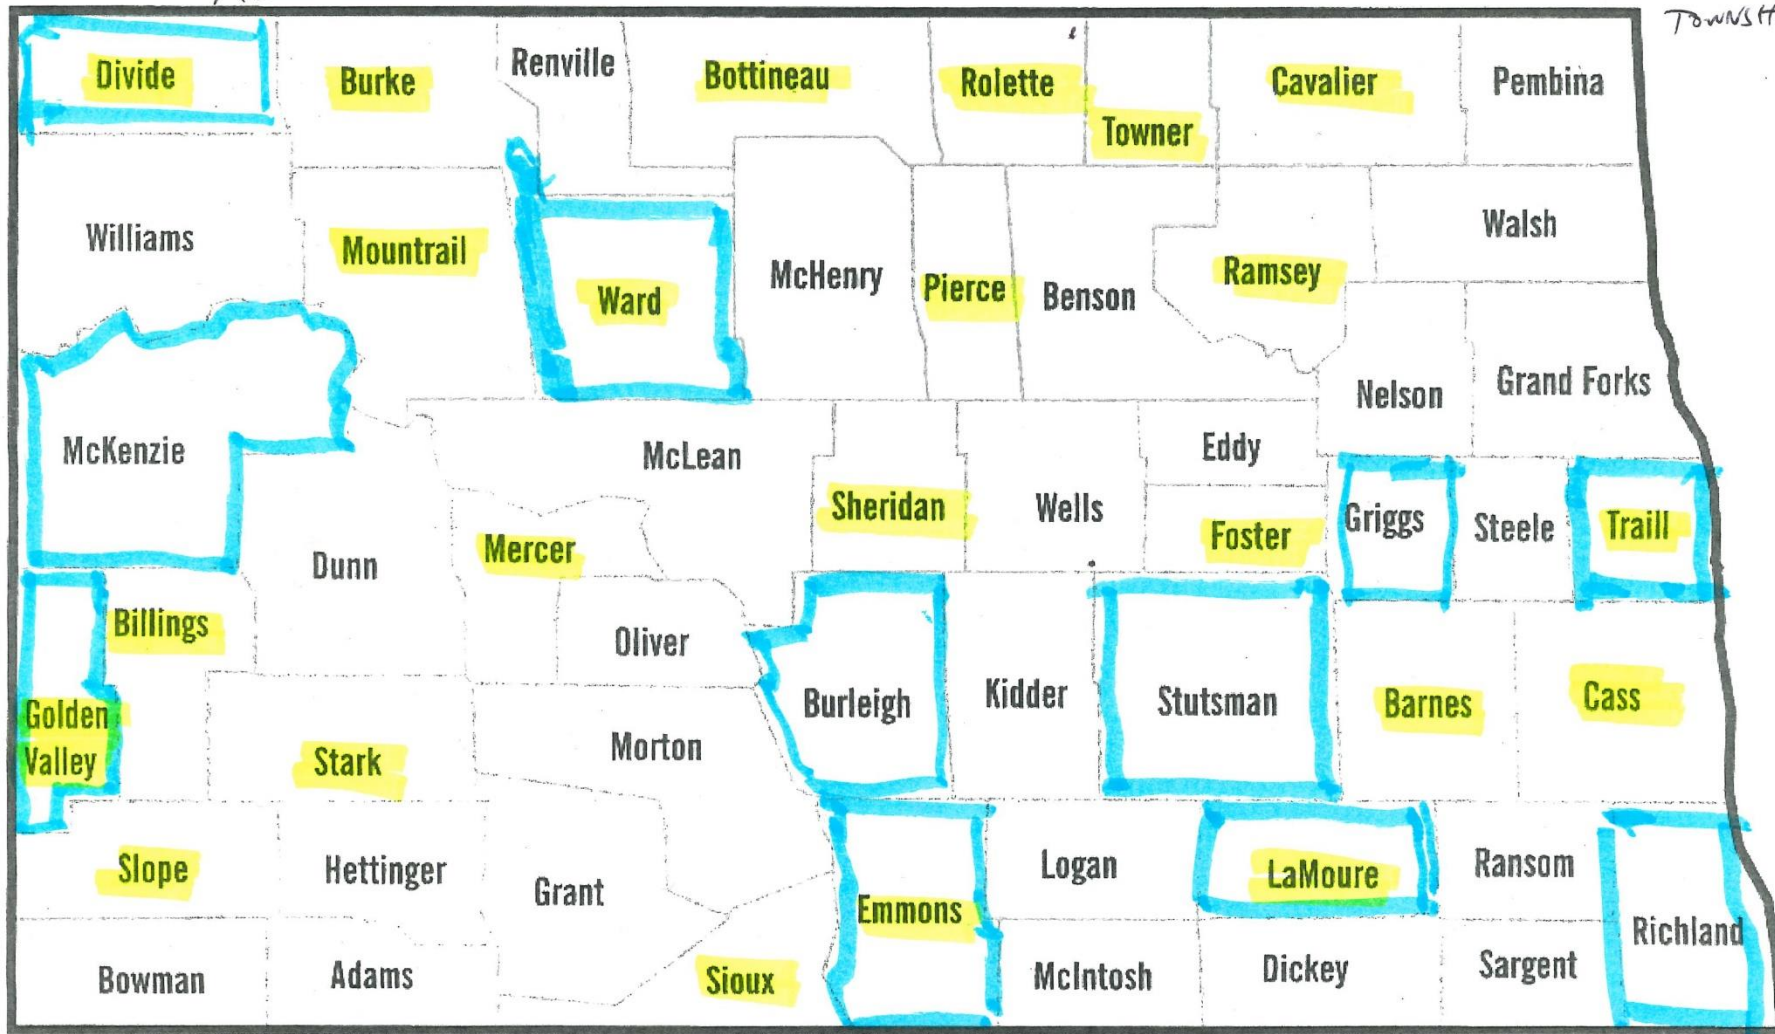 TOWNSH
Divide
Burke
Renville
Bottineau
Rolette
Towner
Cavalier
Pembina
Williams
Mountrail
Ward
McHenry
Pierce
Benson
Ramsey
Walsh
McKenzie
McLean
Sheridan
Wells
Eddy
Foster
Nelson
Grand Forks
Griggs
Steele
Traill
Billings
Dunn
Mercer
Oliver
Burleigh
Kidder
Stutsman
Barnes
Cass
Golden
Valley
Stark
Morton
Slope
Hettinger
Grant
Emmons
Logan
LaMoure
Ransom
Richland
Bowman
Adams
Sioux
McIntosh
Dickey
Sargent